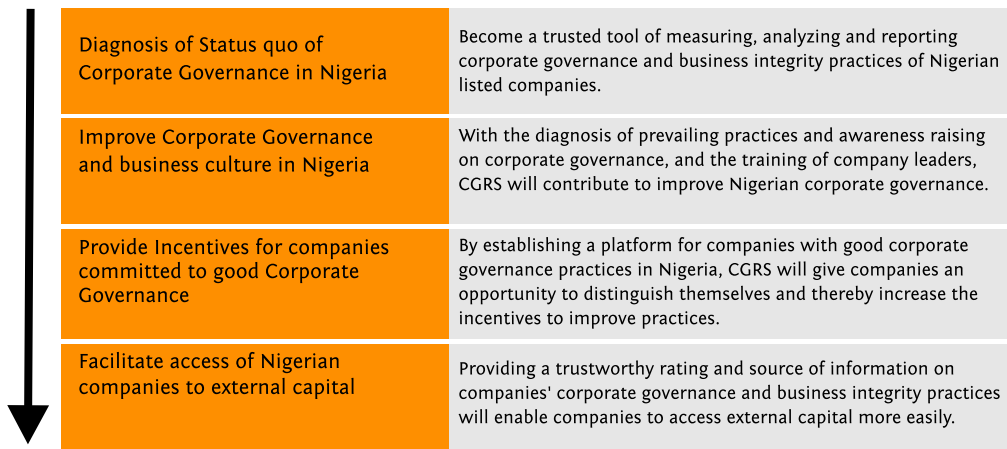 Diagnosis of Status quo of
Corporate Governance in Nigeria
Become a trusted tool of measuring, analyzing and reporting
corporate governance and business integrity practices of Nigerian
listed companies.
Improve Corporate Governance
and business culture in Nigeria
With the diagnosis of prevailing practices and awareness raising
on corporate governance, and the training of company leaders,
CGRS will contribute to improve Nigerian corporate governance.
Provide Incentives for companies
committed to good Corporate
Governance
By establishing a platform for companies with good corporate
governance practices in Nigeria, CGRS will give companies an
opportunity to distinguish themselves and thereby increase the
incentives to improve practices.
Facilitate access of Nigerian
companies to external capital
Providing a trustworthy rating and source of information on
companies' corporate governance and business integrity practices
will enable companies to access external capital more easily.